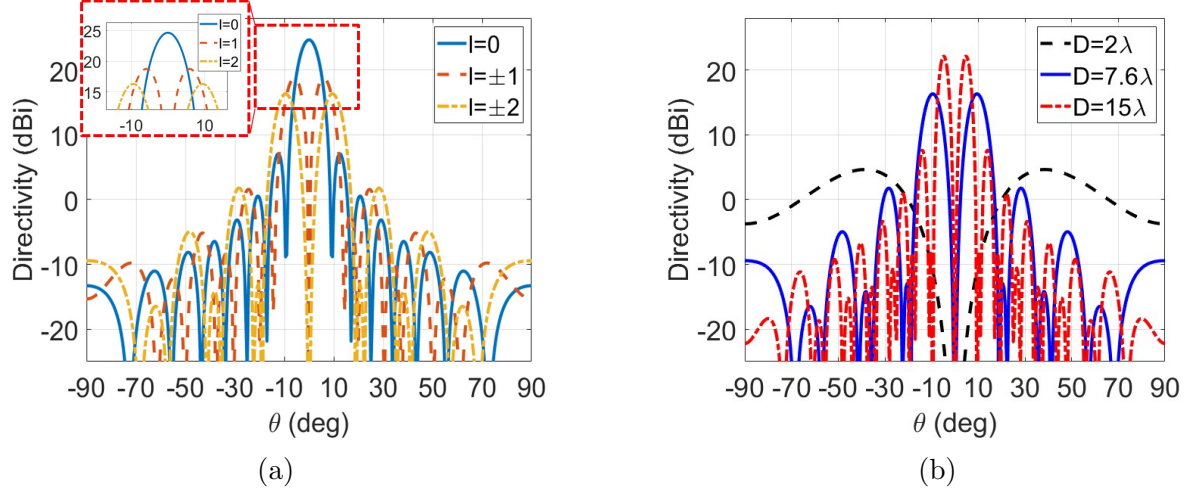 25
20
15
-10 0 10
l=0
l=1
l=2
l=0
l=±1
l=±2
Directivity (dBi)
20
10
0
-10
-20
-90 -70 -50 -30 -10 10 30 50 70 90
θ (deg)
(a)
D=2λ
D=7.6λ
D=15λ
Directivity (dBi)
20
10
0
-10
-20
-90 -70 -50 -30 -10 10 30 50 70 90
θ (deg)
(b)